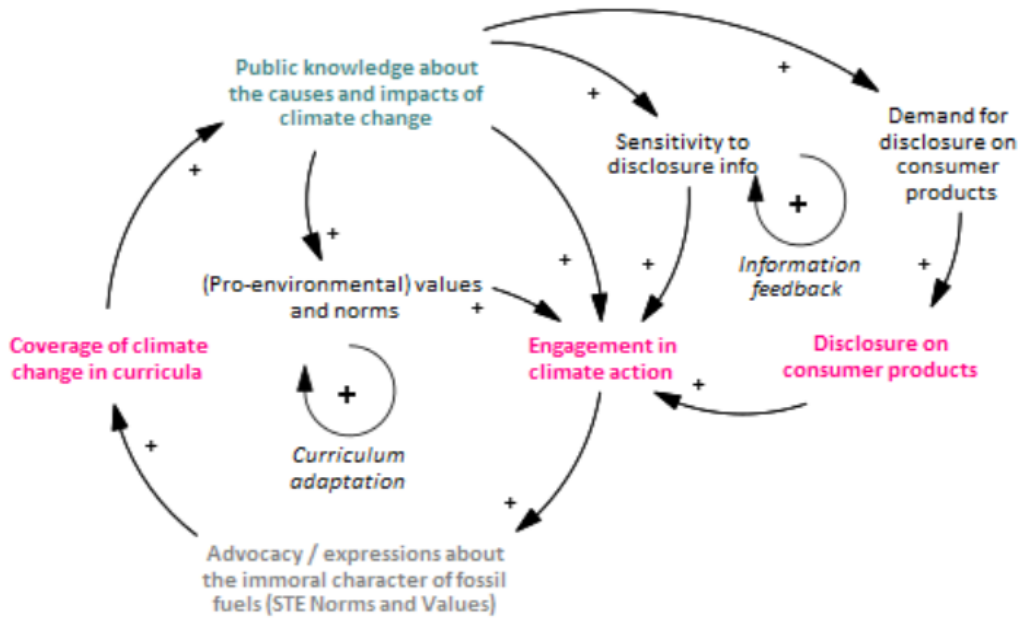 Public knowledge about
the causes and impacts of
climate change
+
+
+
Sensitivity to
disclosure info
Demand for
disclosure on
consumer
products
+
+
+
+
+
Information
feedback
(Pro-environmental) values
and norms
+
Coverage of climate
change in curricula
Engagement in
climate action
Disclosure on
consumer products
+
+
Curriculum
adaptation
+
+
Advocacy / expressions about
the immoral character of fossil
fuels (STE Norms and Values)